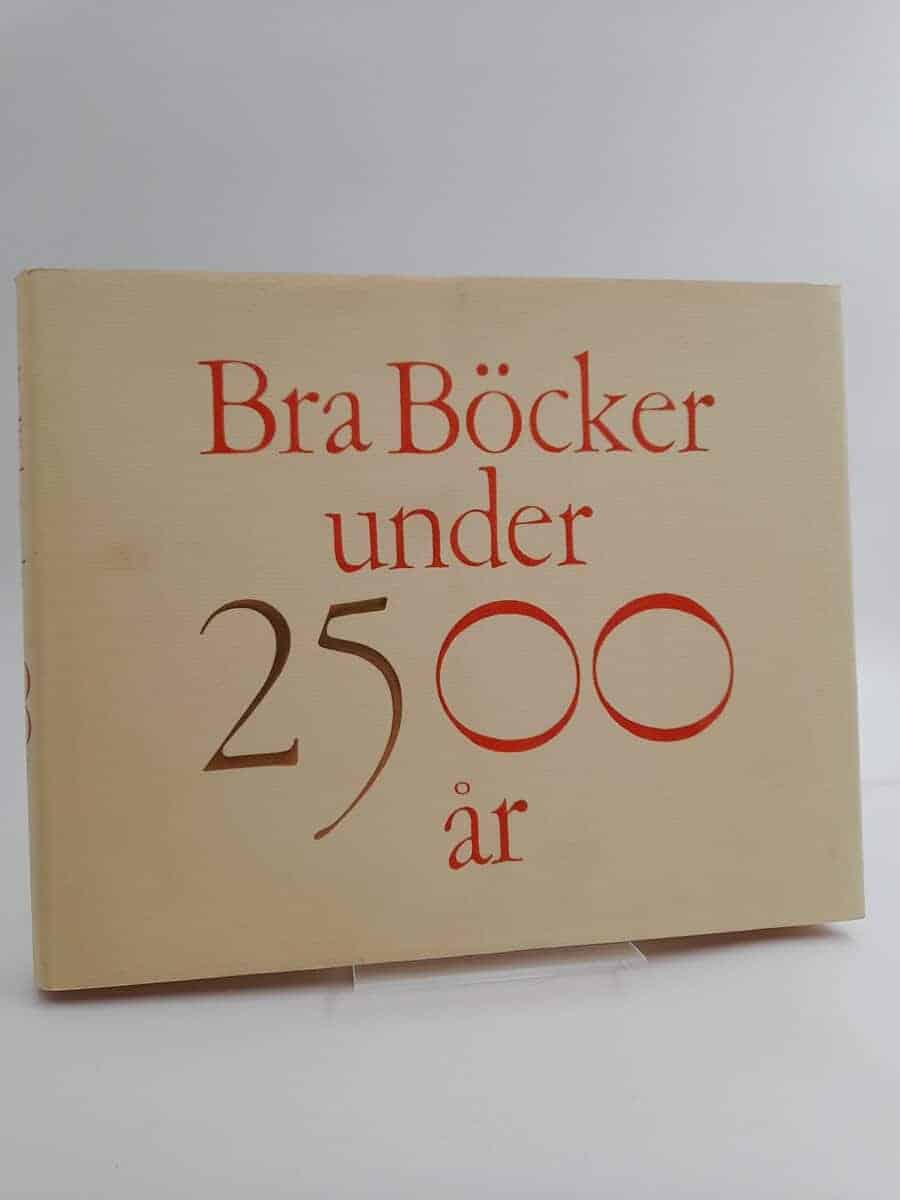 Bra Böcker
under
2500
år